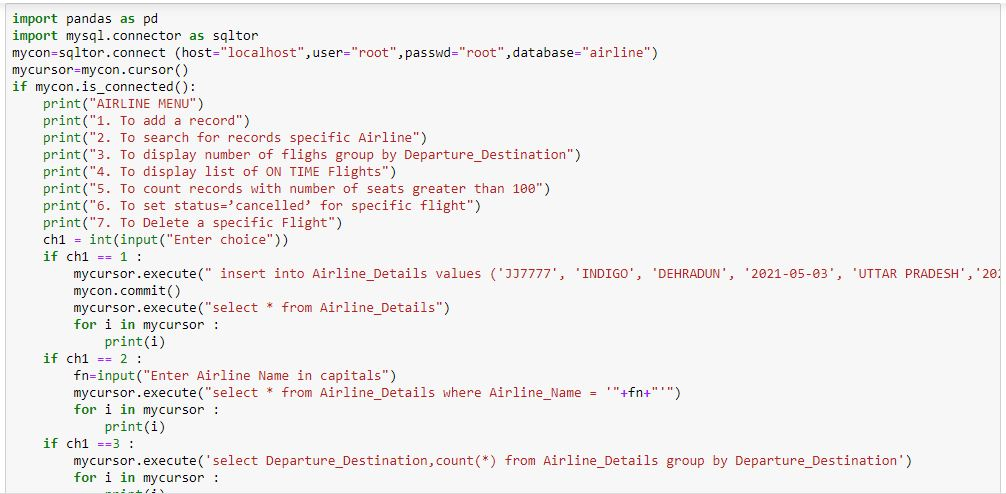 import pandas as pd
import mysql.connector as sqltor
mycon=sqltor.connect (host="localhost",user="root",passwd="root",database="airline")
mycursor=mycon.cursor()
if mycon.is_connected():
    print("AIRLINE MENU")
    print("1. To add a record")
    print("2. To search for records specific Airline")
    print("3. To display number of flighs group by Departure_Destination")
    print("4. To display list of ON TIME Flights")
    print("5. To count records with number of seats greater than 100")
    print("6. To set status=’cancelled’ for specific flight")
    print("7. To Delete a specific Flight")
    ch1 = int(input("Enter choice"))
    if ch1 == 1 :
        mycursor.execute(" insert into Airline_Details values ('JJ7777', 'INDIGO', 'DEHRADUN', '2021-05-03', 'UTTAR PRADESH','202
        mycon.commit()
        mycursor.execute("select * from Airline_Details")
        for i in mycursor :
            print(i)
    if ch1 == 2 :
        fn=input("Enter Airline Name in capitals")
        mycursor.execute("select * from Airline_Details where Airline_Name = '"+fn+"'")
        for i in mycursor :
            print(i)
    if ch1 ==3 :
        mycursor.execute('select Departure_Destination,count(*) from Airline_Details group by Departure_Destination')
        for i in mycursor :
            print(i)